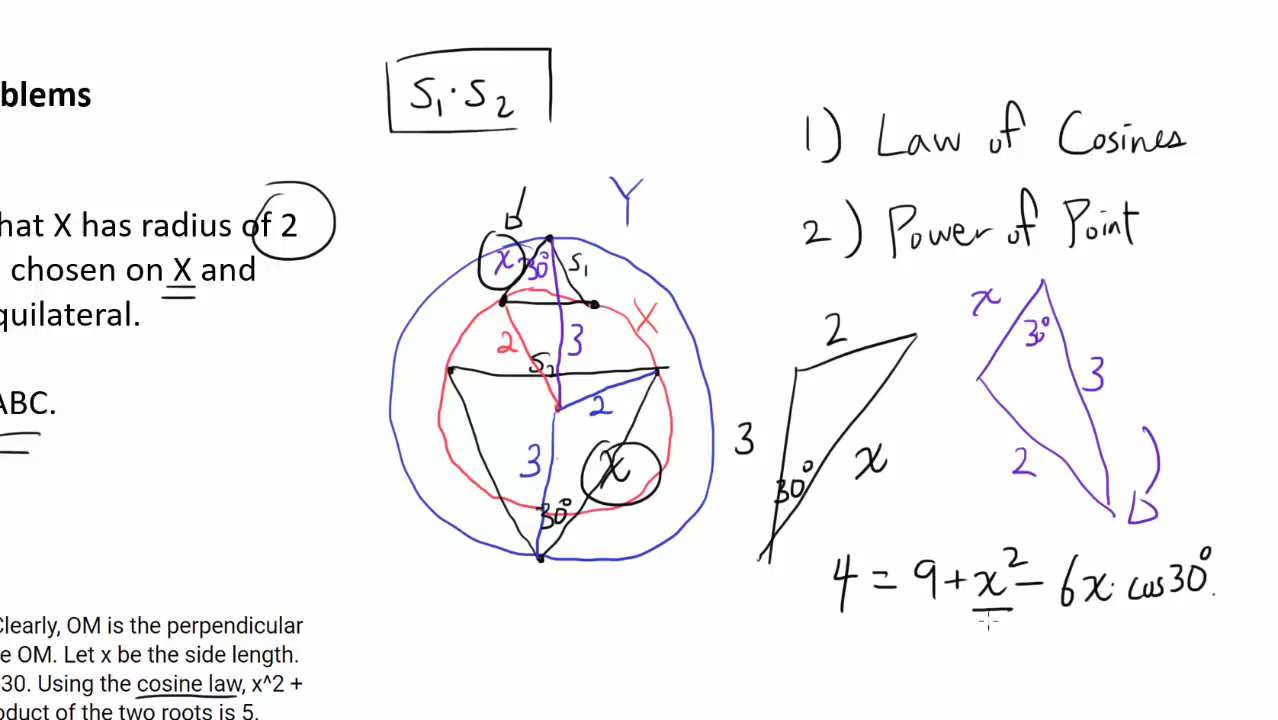 blems
hat X has radius of 2
chosen on X and
quilateral.
ABC.
Clearly, OM is the perpendicular
e OM. Let x be the side length.
30. Using the cosine law, x^2 +
oduct of the two roots is 5.
S₁·S₂
Y
x
30°
S₁
X
2
3
S₂
2
3
x
30°
1) Law of Cosines
2) Power of Point
2
3
30°
x
x
30°
3
2
4 = 9 + x² - 6x·cos30°.